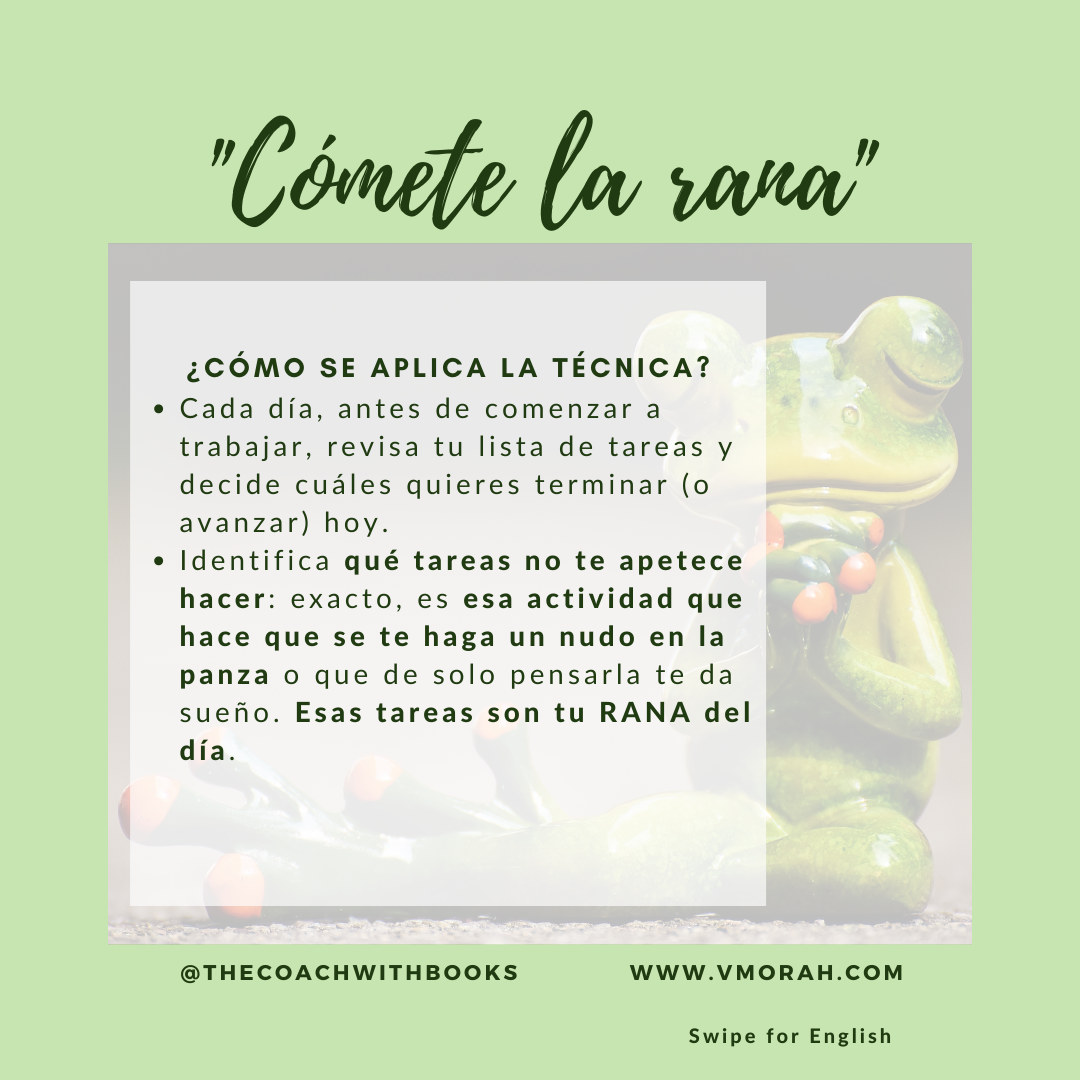 "Cómete la rana"
¿CÓMO SE APLICA LA TÉCNICA?
• Cada día, antes de comenzar a
trabajar, revisa tu lista de tareas y
decide cuáles quieres terminar (o
avanzar) hoy.
• Identifica qué tareas no te apetece
hacer: exacto, es esa actividad que
hace que se te haga un nudo en la
panza o que de solo pensarla te da
sueño. Esas tareas son tu RANA del
día.
@THECOACHWITHBOOKS
WWW.VMORAH.COM
Swipe for English